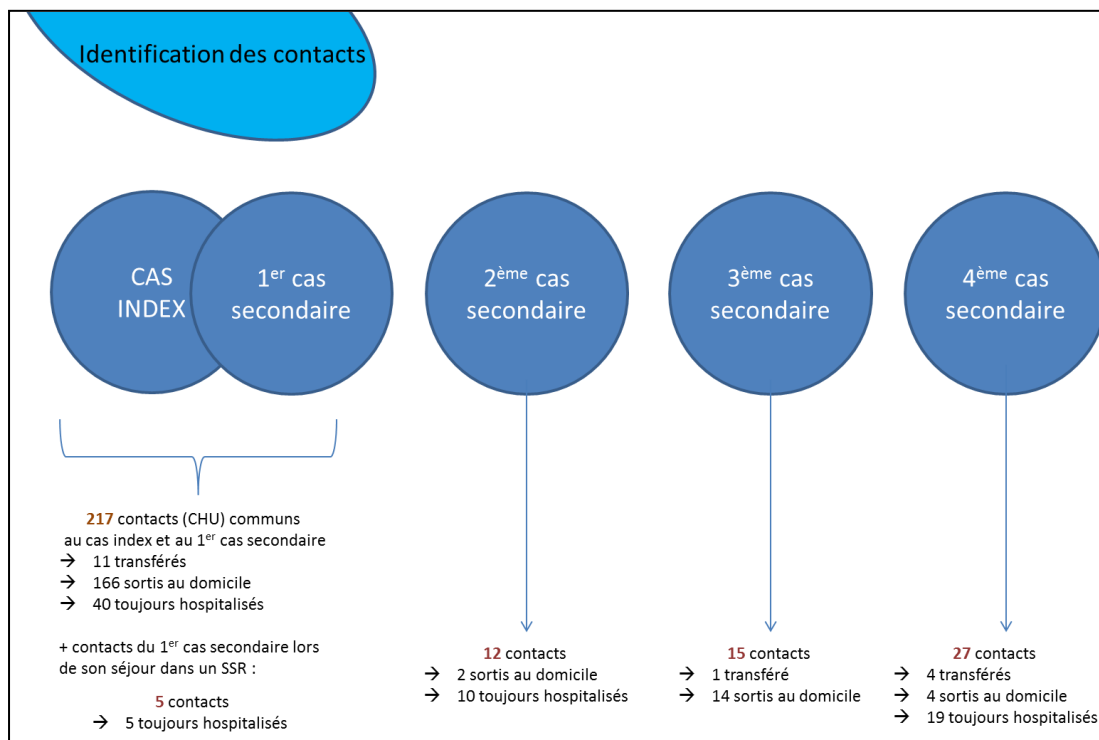 Identification des contacts
CAS
INDEX
1er cas
secondaire
2ème cas
secondaire
3ème cas
secondaire
4ème cas
secondaire
217 contacts (CHU) communs
au cas index et au 1er cas secondaire
→ 11 transférés
→ 166 sortis au domicile
→ 40 toujours hospitalisés
+ contacts du 1er cas secondaire lors
de son séjour dans un SSR :
5 contacts
→ 5 toujours hospitalisés
12 contacts
→ 2 sortis au domicile
→ 10 toujours hospitalisés
15 contacts
→ 1 transféré
→ 14 sortis au domicile
27 contacts
→ 4 transférés
→ 4 sortis au domicile
→ 19 toujours hospitalisés